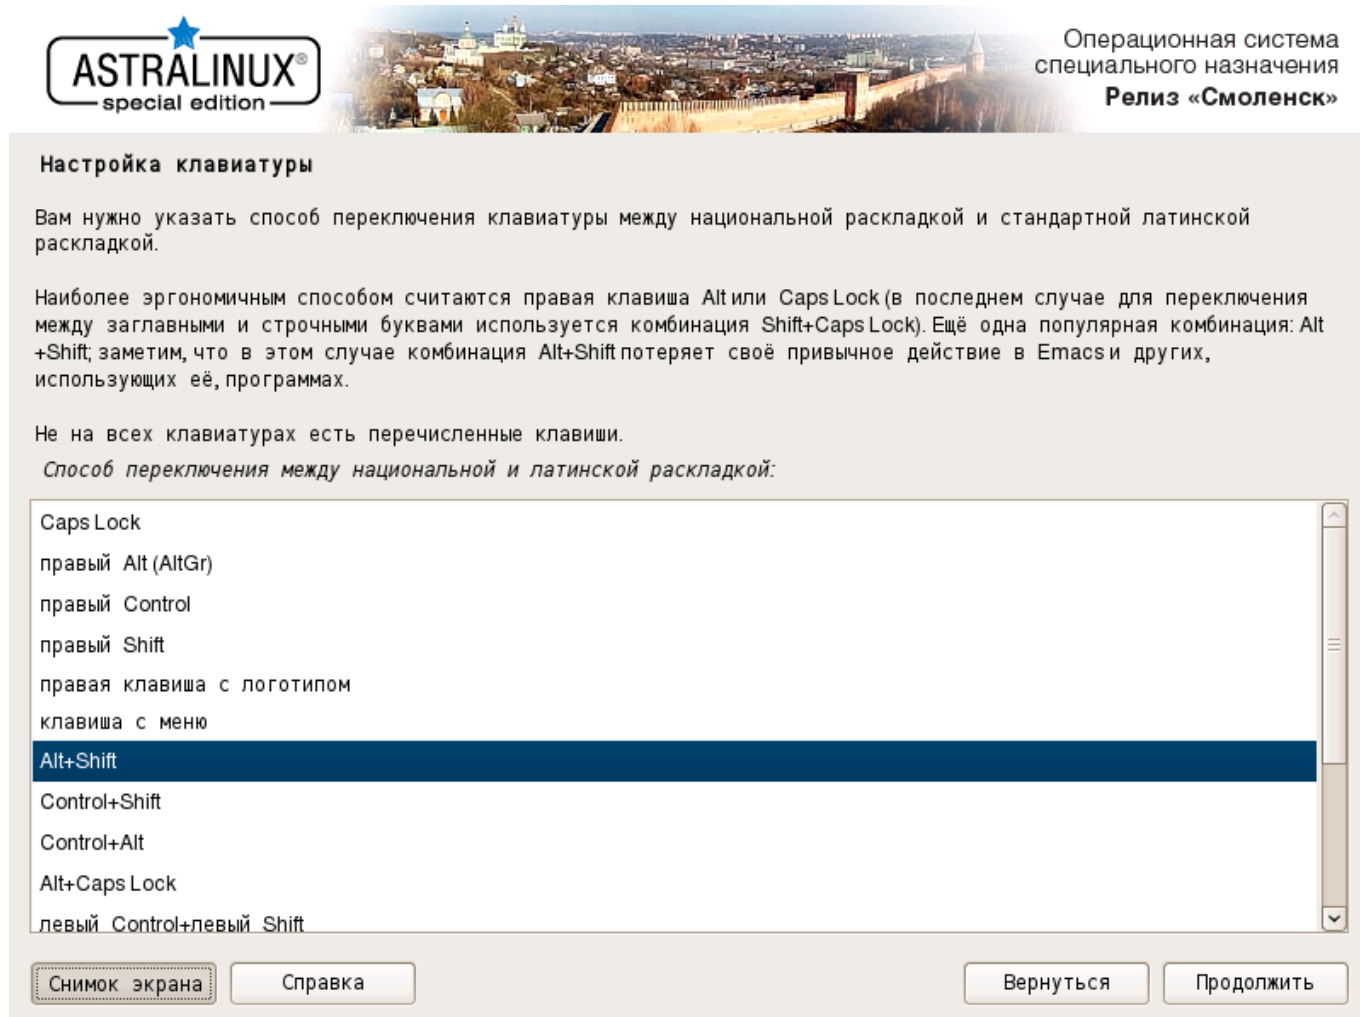 ASTRALINUX®
special edition
Операционная система
специального назначения
Релиз «Смоленск»
Настройка клавиатуры
Вам нужно указать способ переключения клавиатуры между национальной раскладкой и стандартной латинской
раскладкой.
Наиболее эргономичным способом считаются правая клавиша Alt или Caps Lock (в последнем случае для переключения
между заглавными и строчными буквами используется комбинация Shift+Caps Lock). Ещё одна популярная комбинация: Alt
+Shift; заметим, что в этом случае комбинация Alt+Shift потеряет своё привычное действие в Emacs и других,
использующих её, программах.
Не на всех клавиатурах есть перечисленные клавиши.
Способ переключения между национальной и латинской раскладкой:
Caps Lock
правый Alt (AltGr)
правый Control
правый Shift
правая клавиша с логотипом
клавиша с меню
Alt+Shift
Control+Shift
Control+Alt
Alt+Caps Lock
левый Control+левый Shift
Снимок экрана
Справка
Вернуться
Продолжить